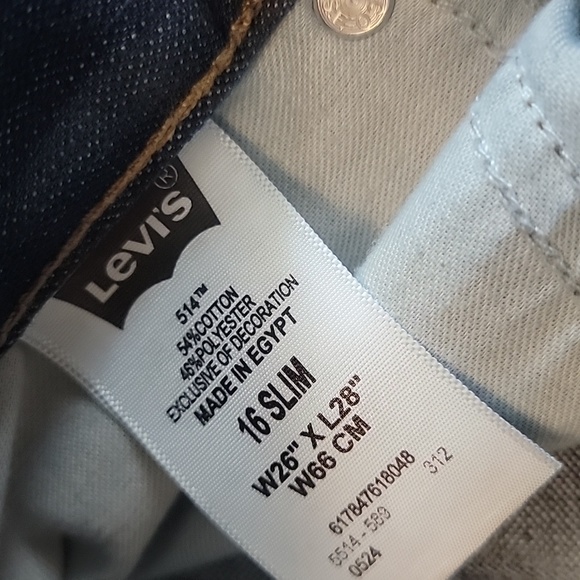 Levi's®
514™
54%COTTON
46%POLYESTER
EXCLUSIVE OF DECORATION
MADE IN EGYPT
16 SLIM
W26" X L28"
W66 CM
617847618048 312
5514-589
0524